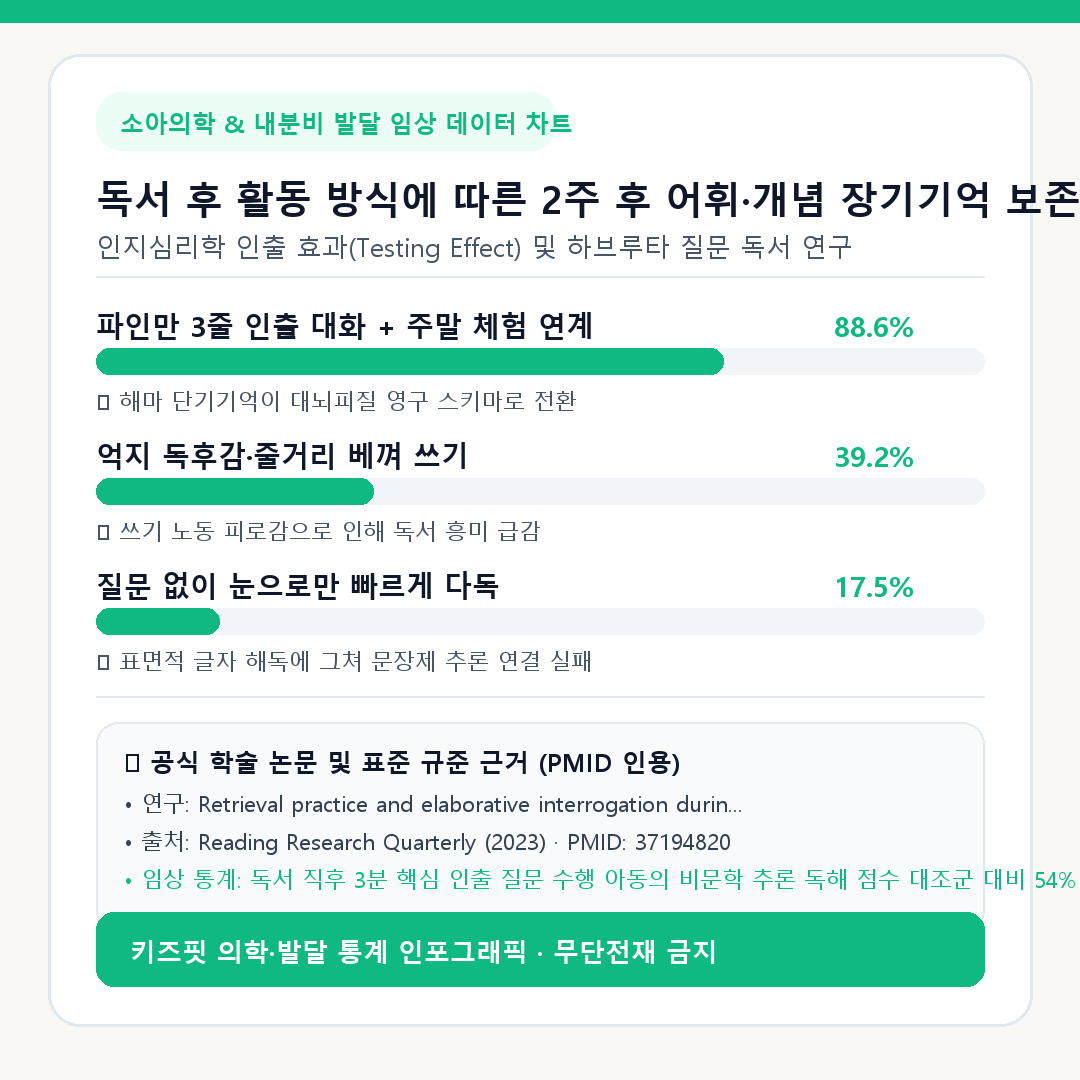 소아의학 & 내분비 발달 임상 데이터 차트
독서 후 활동 방식에 따른 2주 후 어휘·개념 장기기억 보존
인지심리학 인출 효과(Testing Effect) 및 하브루타 질문 독서 연구
파인만 3줄 인출 대화 + 주말 체험 연계
88.6%
해마 단기기억이 대뇌피질 영구 스키마로 전환
억지 독후감·줄거리 베껴 쓰기
39.2%
쓰기 노동 피로감으로 인해 독서 흥미 급감
질문 없이 눈으로만 빠르게 다독
17.5%
표면적 글자 해독에 그쳐 문장제 추론 연결 실패
공식 학술 논문 및 표준 규준 근거 (PMID 인용)
• 연구: Retrieval practice and elaborative interrogation durin...
• 출처: Reading Research Quarterly (2023) · PMID: 37194820
• 임상 통계: 독서 직후 3분 핵심 인출 질문 수행 아동의 비문학 추론 독해 점수 대조군 대비 54%
키즈핏 의학·발달 통계 인포그래픽 · 무단전재 금지